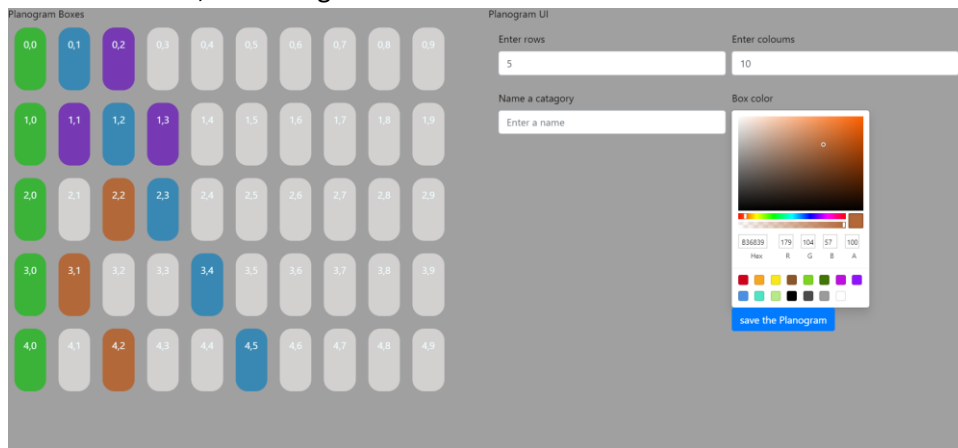 Planogram Boxes
Planogram UI
0,0 0,1 0,2 0,3 0,4 0,5 0,6 0,7 0,8 0,9
1,0 1,1 1,2 1,3 1,4 1,5 1,6 1,7 1,8 1,9
2,0 2,1 2,2 2,3 2,4 2,5 2,6 2,7 2,8 2,9
3,0 3,1 3,2 3,3 3,4 3,5 3,6 3,7 3,8 3,9
4,0 4,1 4,2 4,3 4,4 4,5 4,6 4,7 4,8 4,9
Enter rows
Enter coloums
5
10
Name a catagory
Box color
Enter a name
B36839 179 104 57 100
Hex R G B A
save the Planogram